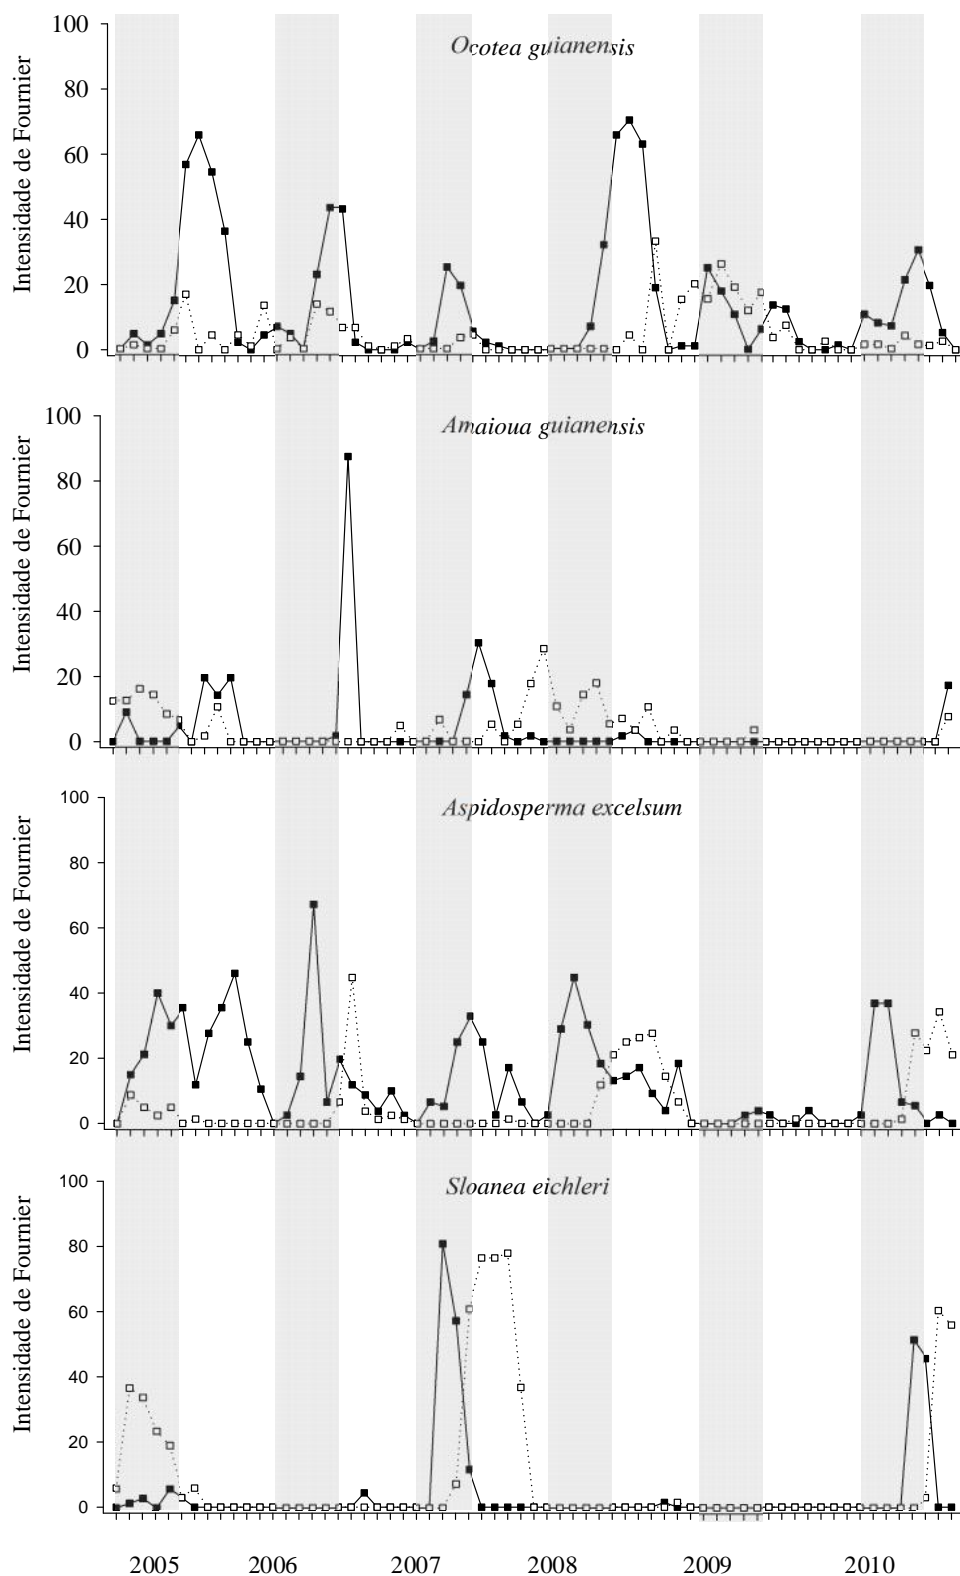 Ocotea guianensis
Intensidade de Fournier
100
80
60
40
20
0
Amaioua guianensis
Intensidade de Fournier
100
80
60
40
20
0
Aspidosperma excelsum
Intensidade de Fournier
100
80
60
40
20
0
Sloanea eichleri
Intensidade de Fournier
100
80
60
40
20
0
2005 2006 2007 2008 2009 2010